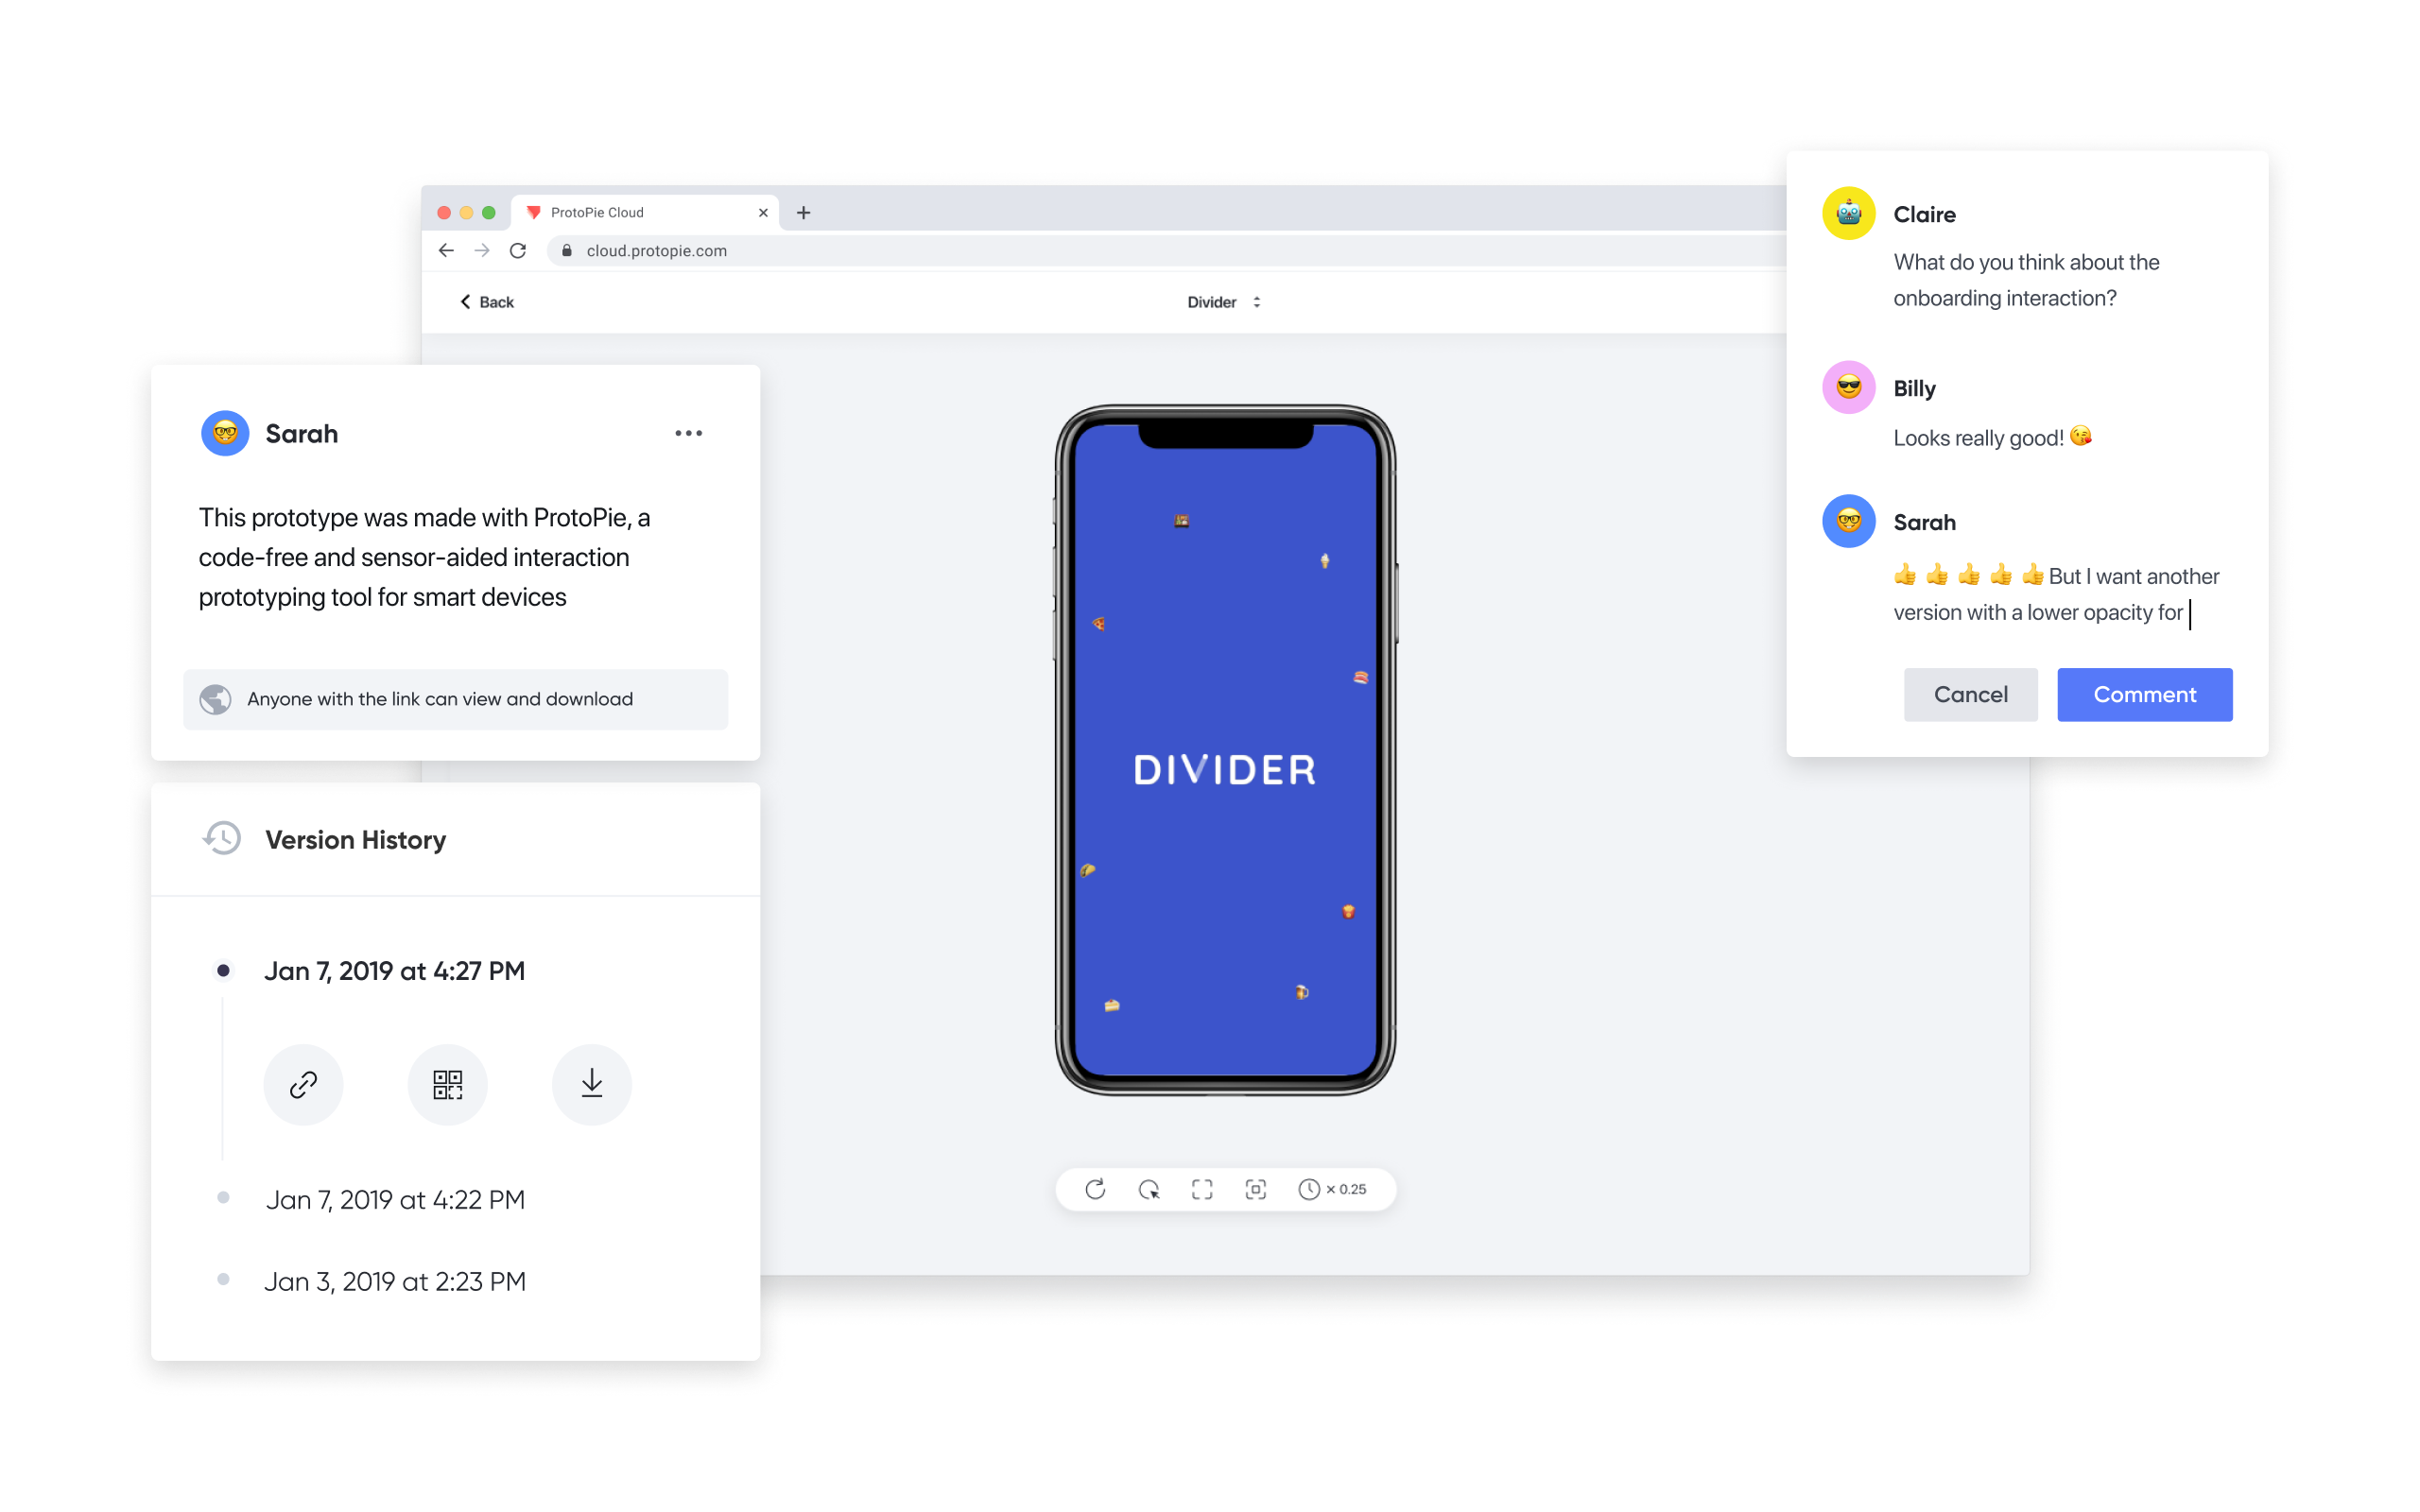 ProtoPie Cloud
cloud.protopie.com
Back
Divider
Sarah
This prototype was made with ProtoPie, a
code-free and sensor-aided interaction
prototyping tool for smart devices
Anyone with the link can view and download
Version History
Jan 7, 2019 at 4:27 PM
Jan 7, 2019 at 4:22 PM
Jan 3, 2019 at 2:23 PM
DIVIDER
× 0.25
Claire
What do you think about the
onboarding interaction?
Billy
Looks really good! 😘
Sarah
👍 👍 👍 👍 👍 But I want another
version with a lower opacity for
Cancel
Comment